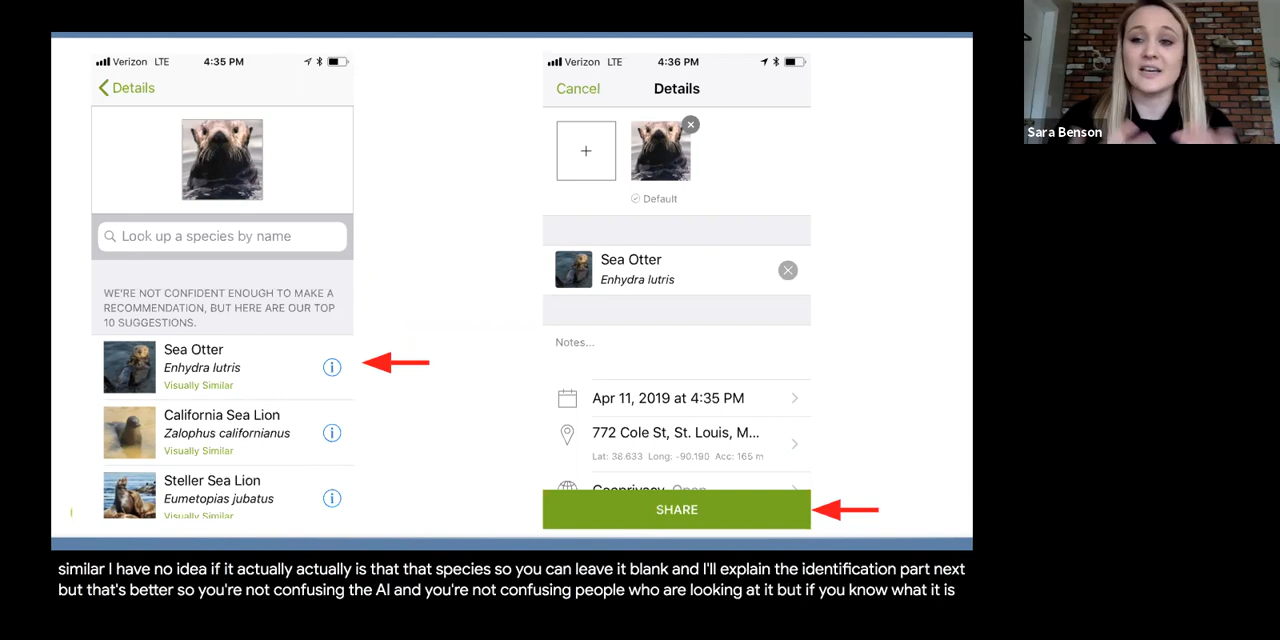 Verizon LTE 4:35 PM
Details
Look up a species by name
WE'RE NOT CONFIDENT ENOUGH TO MAKE A
RECOMMENDATION, BUT HERE ARE OUR TOP
10 SUGGESTIONS.
Sea Otter
Enhydra lutris
Visually Similar
California Sea Lion
Zalophus californianus
Visually Similar
Steller Sea Lion
Eumetopias jubatus
Visually Similar
Verizon LTE 4:36 PM
Cancel Details
Default
Sea Otter
Enhydra lutris
Notes...
Apr 11, 2019 at 4:35 PM
772 Cole St, St. Louis, M...
Lat: 38.633 Long: -90.190 Acc: 165 m
Geoprivacy Open
SHARE
Sara Benson
similar I have no idea if it actually actually is that that species so you can leave it blank and I'll explain the identification part next
but that's better so you're not confusing the AI and you're not confusing people who are looking at it but if you know what it is